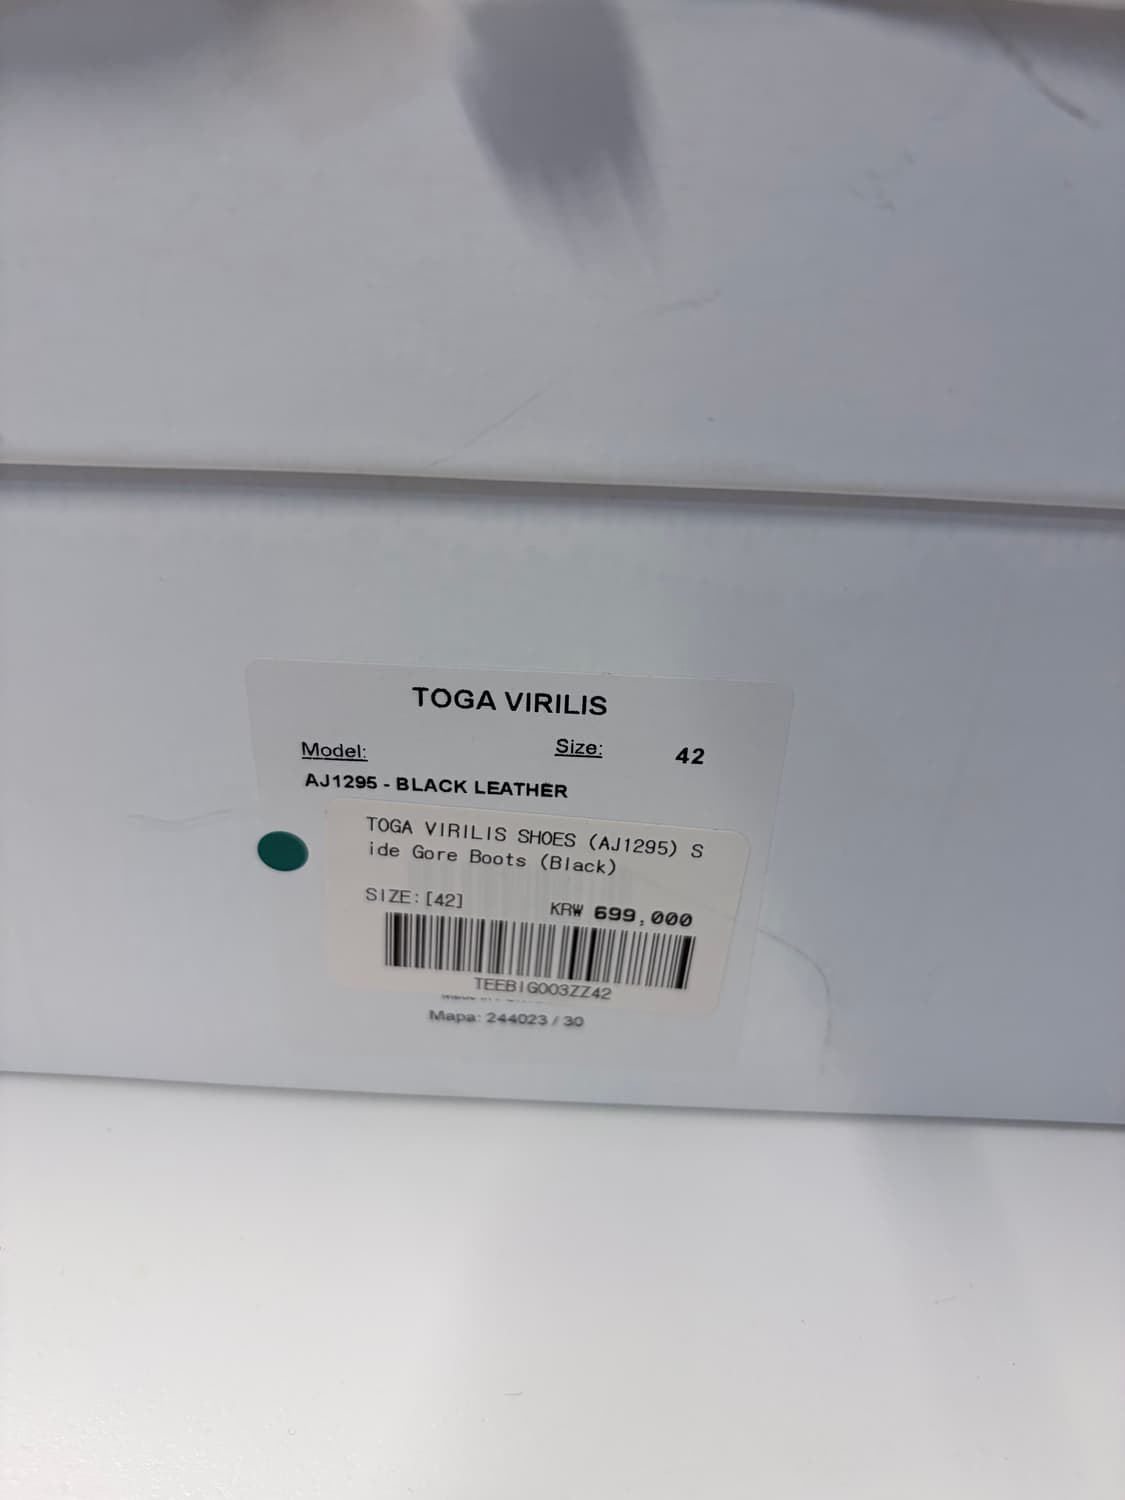 TOGA VIRILIS
Model: Size: 42
AJ1295 - BLACK LEATHER
TOGA VIRILIS SHOES (AJ1295) S
ide Gore Boots (Black)
SIZE:[42] KR₩ 699,000
TEEBIG003ZZ42
Mapa: 244023 / 30